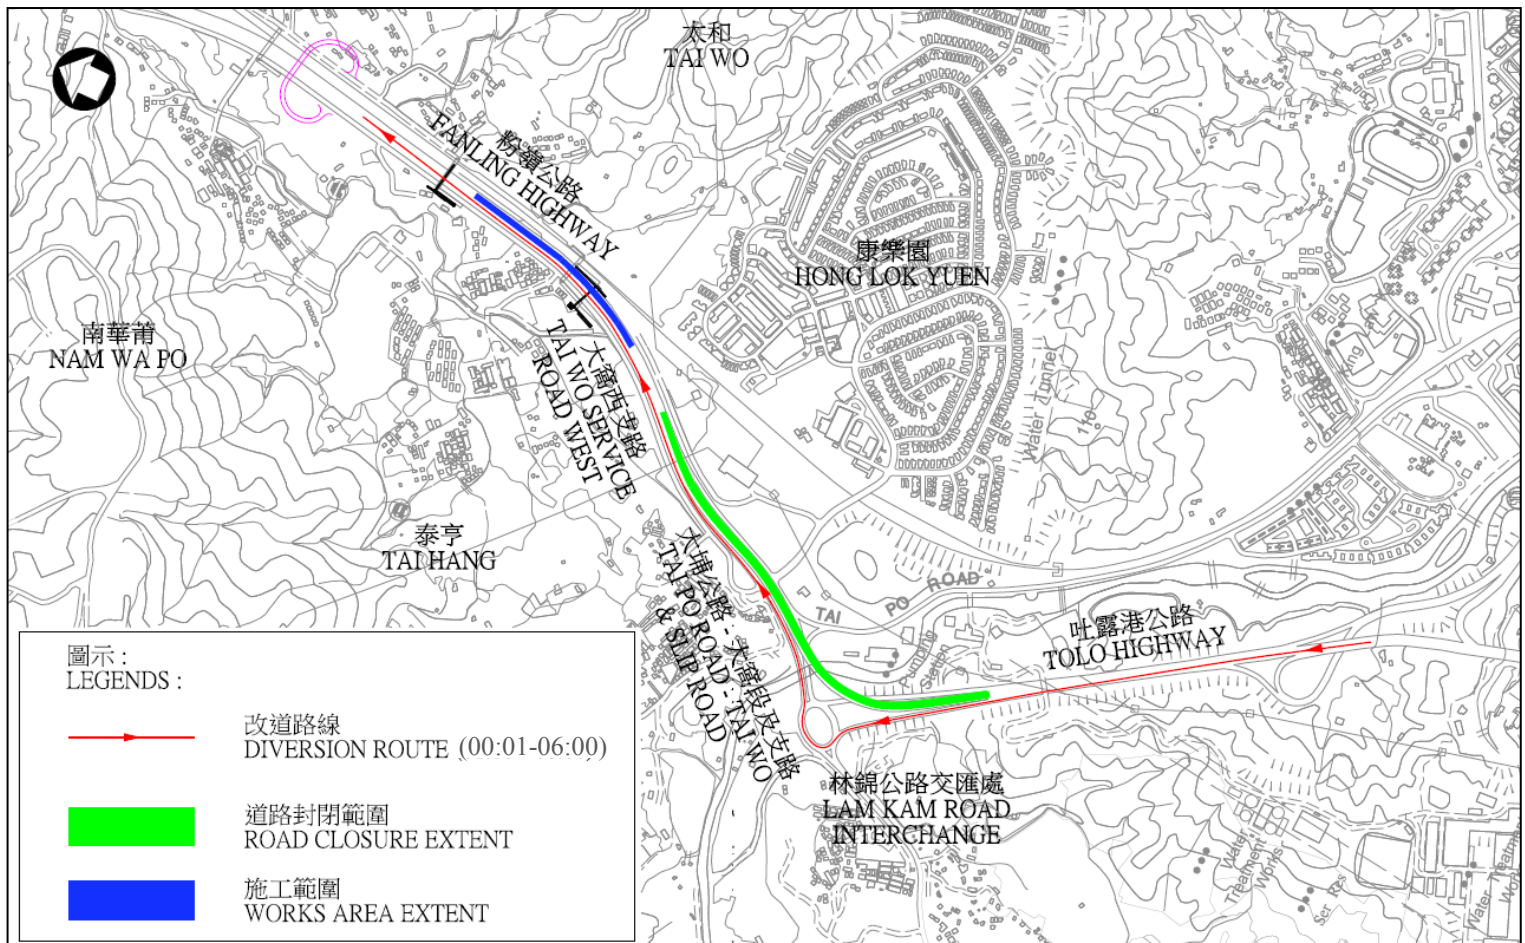 太和
TAI WO
粉嶺公路
FANLING HIGHWAY
康樂園
HONG LOK YUEN
南華莆
NAM WA PO
大窩西支路
TAI WO SERVICE
ROAD WEST
泰亨
TAI HANG
大埔公路 - 大窩段及支路
TAI PO ROAD - TAI WO
& SLIP ROAD
Water Tunnel
110
TAI PO ROAD
Pumping
Station
吐露港公路
TOLO HIGHWAY
林錦公路交匯處
LAM KAM ROAD
INTERCHANGE
Water
Treatment
Works
Ser Res
圖示 :
LEGENDS :
改道路線
DIVERSION ROUTE (00:01-06:00)
道路封閉範圍
ROAD CLOSURE EXTENT
施工範圍
WORKS AREA EXTENT